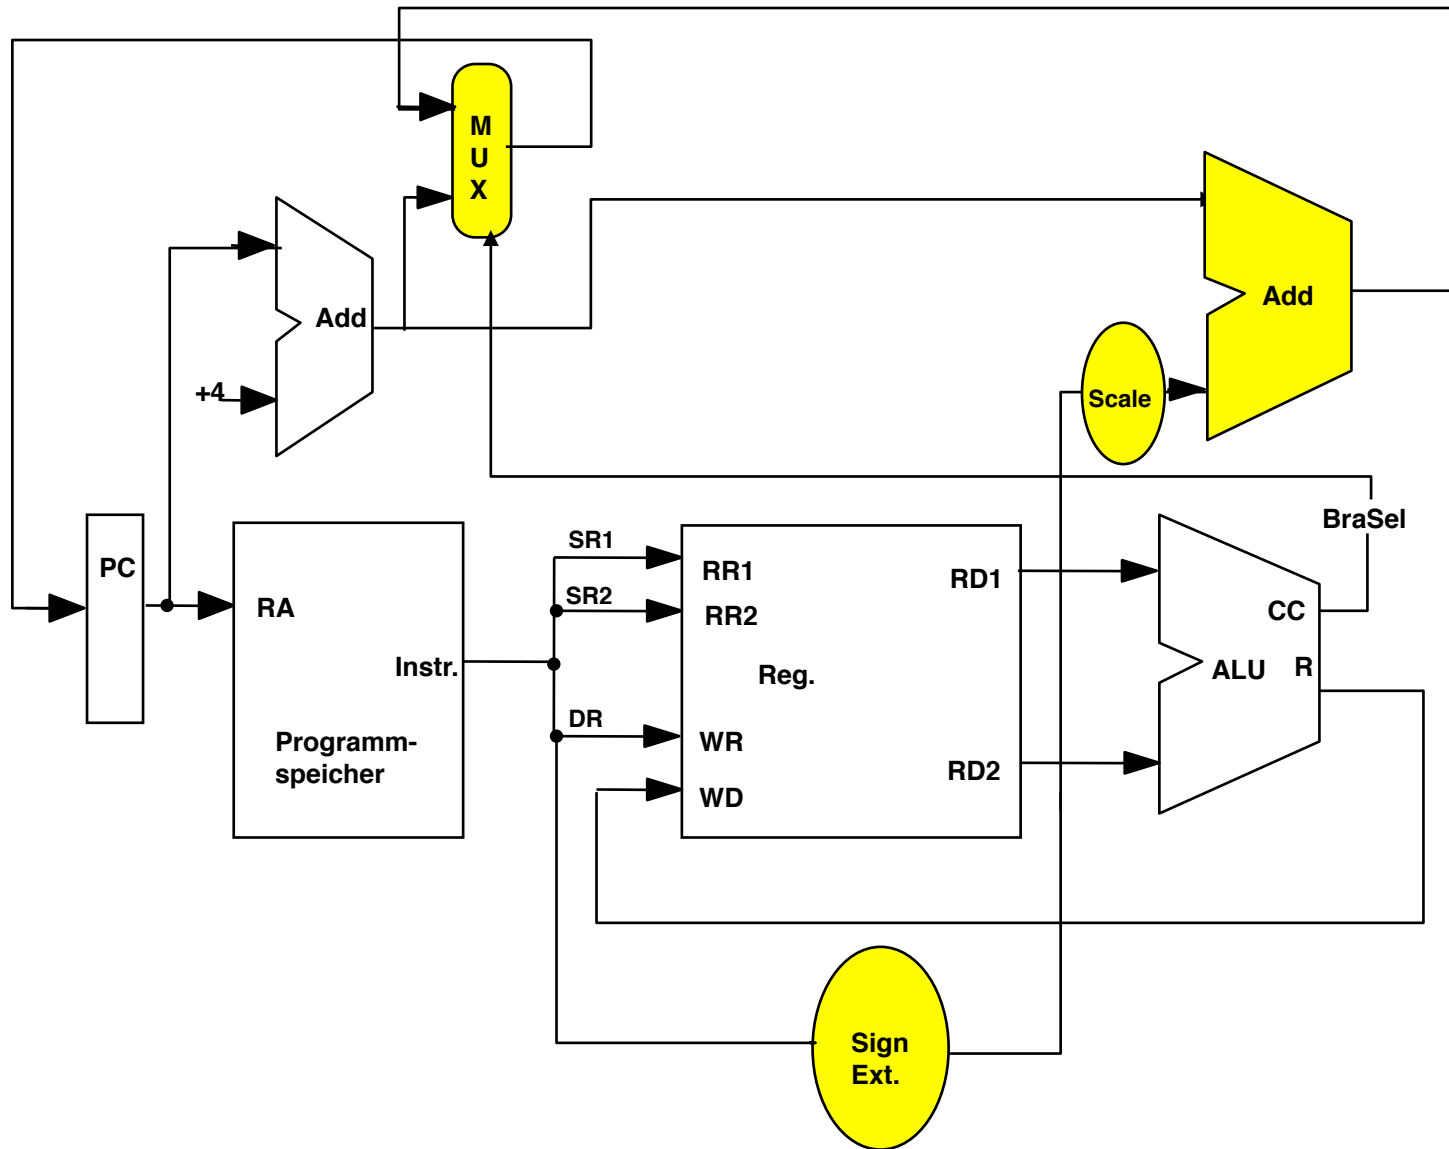 M
U
X
Add
+4
Add
Scale
BraSel
PC
SR1
SR2
RA
RR1
RR2
RD1
CC
Instr.
Reg.
ALU
R
DR
Programm-
speicher
WR
WD
RD2
Sign
Ext.